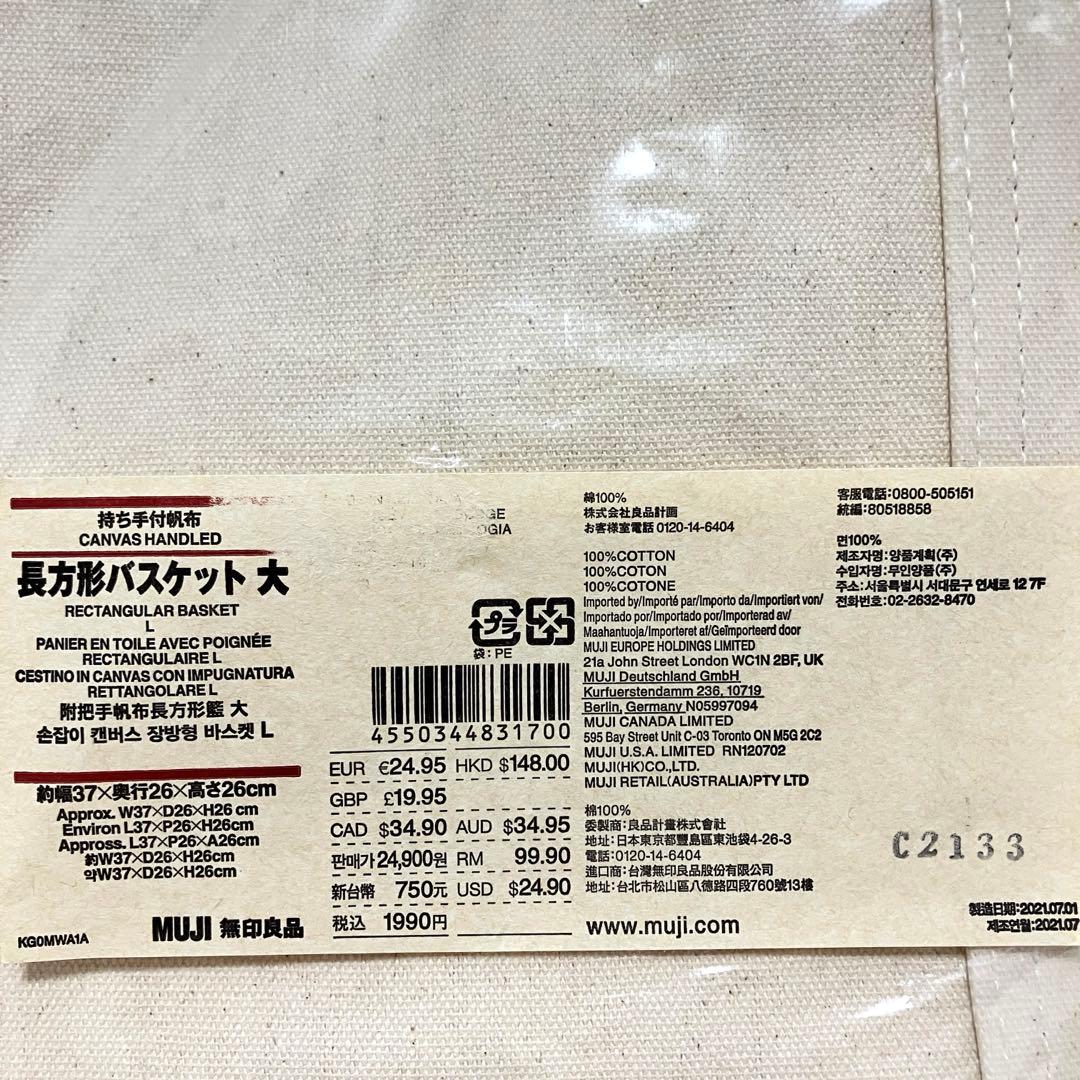 持ち手付帆布
CANVAS HANDLED
長方形バスケット 大
RECTANGULAR BASKET
L
PANIER EN TOILE AVEC POIGNÉE
RECTANGULAIRE L
CESTINO IN CANVAS CON IMPUGNATURA
RETTANGOLARE L
附把手帆布長方形籃 大
손잡이 캔버스 장방형 바스켓 L
約幅37×奥行26×高さ26cm
Approx. W37×D26×H26 cm
Environ L37×P26×H26cm
Appross. L37×P26×A26cm
約W37×D26×H26cm
약W37×D26×H26cm
KG0MWA1A
MUJI 無印良品
プラ
袋:PE
4550344831700
EUR €24.95 HKD $148.00
GBP £19.95
CAD $34.90 AUD $34.95
판매가 24,900원 RM 99.90
新台幣 750元 USD $24.90
税込 1990円
綿100%
株式会社良品計画
お客様室電話 0120-14-6404
100%COTTON
100%COTON
100%COTONE
Imported by/Importé par/Importo da/Importiert von/
Importado por/Importado por/Importerad av/
Maahantuoja/Importeret af/Geïmporteerd door
MUJI EUROPE HOLDINGS LIMITED
21a John Street London WC1N 2BF, UK
MUJI Deutschland GmbH
Kurfuerstendamm 236, 10719
Berlin, Germany N05997094
MUJI CANADA LIMITED
595 Bay Street Unit C-03 Toronto ON M5G 2C2
MUJI U.S.A. LIMITED RN120702
MUJI(HK)CO.,LTD.
MUJI RETAIL(AUSTRALIA)PTY LTD
棉100%
委製商:良品計畫株式會社
地址:日本東京都豐島區東池袋4-26-3
電話:0120-14-6404
進口商:台灣無印良品股份有限公司
地址:台北市松山區八德路四段760號13樓
www.muji.com
客服電話:0800-505151
統編:80518858
면100%
제조자명:양품계획(주)
수입자명:무인양품(주)
주소:서울특별시 서대문구 연세로 12 7F
전화번호:02-2632-8470
C2133
製造日期:2021.07.01
제조연월:2021.07